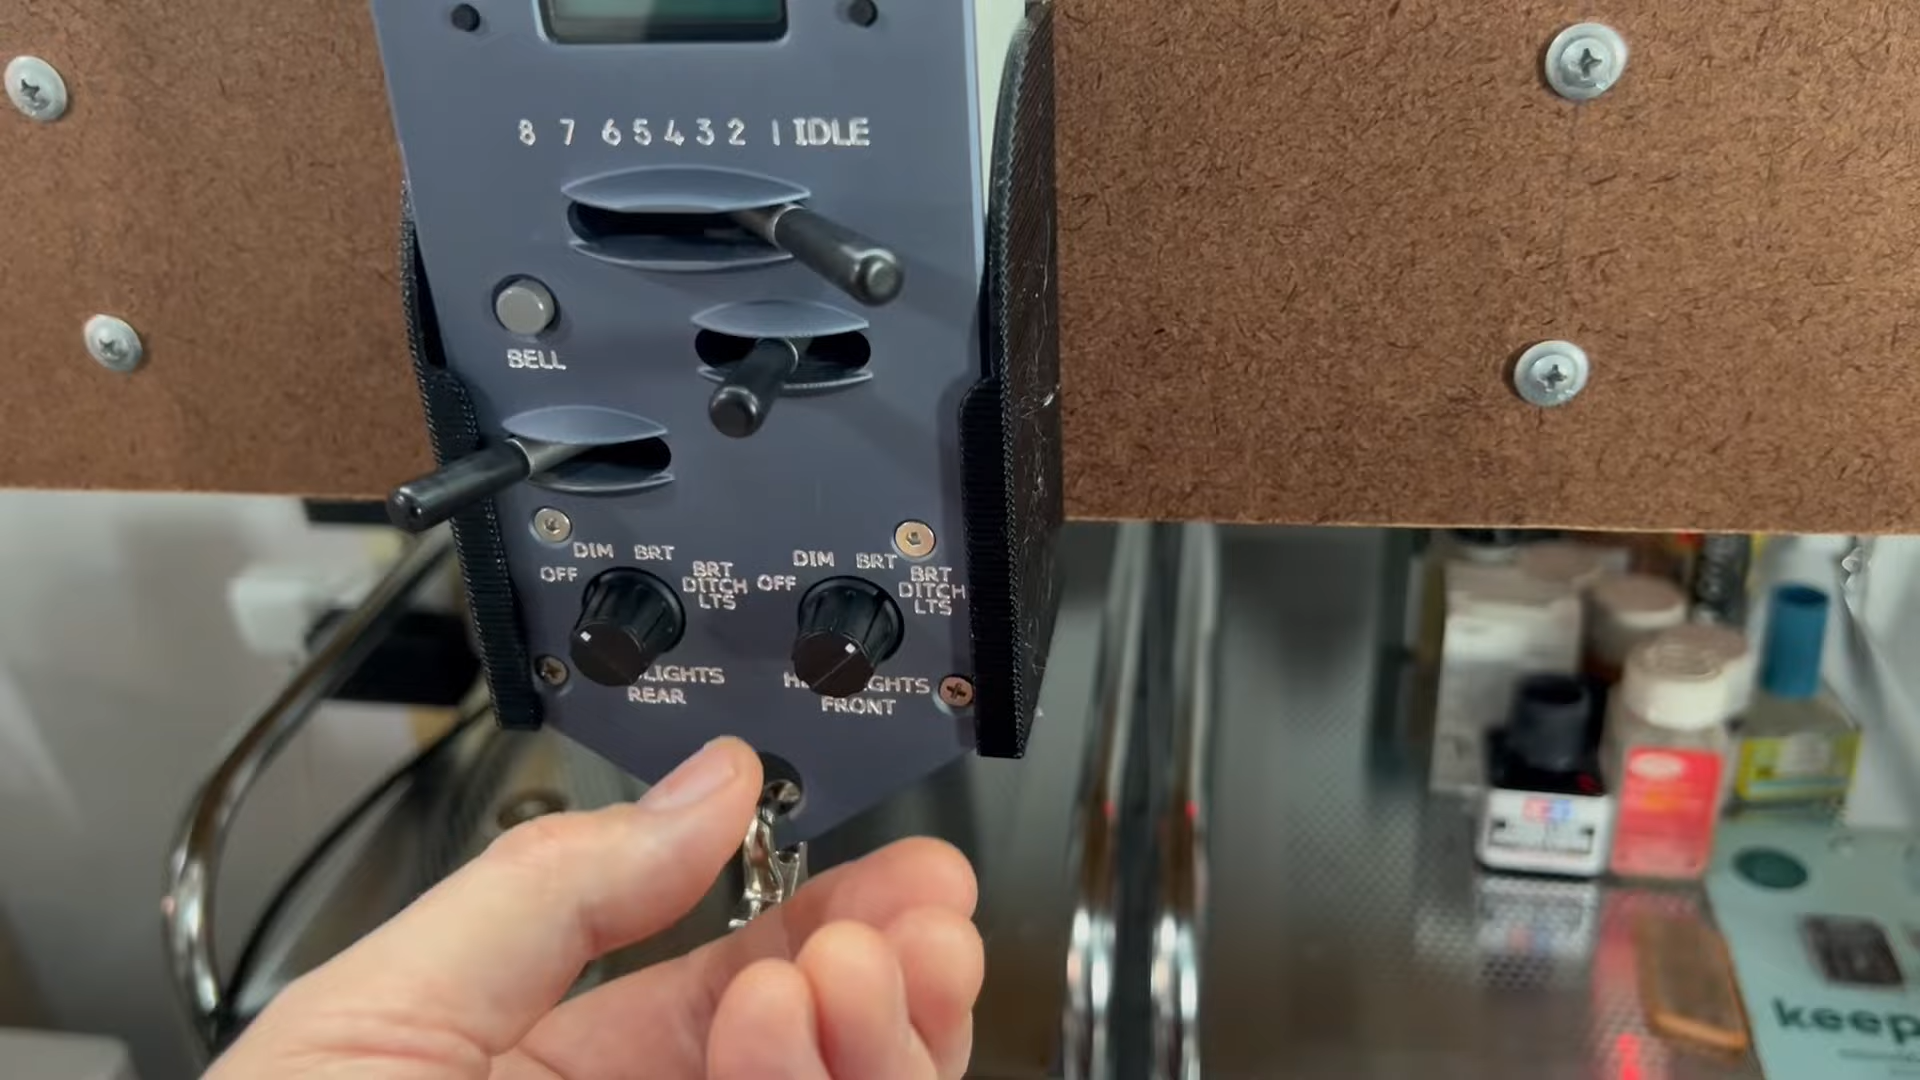 8 7 6 5 4 3 2 1 IDLE
BELL
OFF DIM BRT BRT DITCH LTS
LIGHTS
REAR
OFF DIM BRT BRT DITCH LTS
FRONT
keep